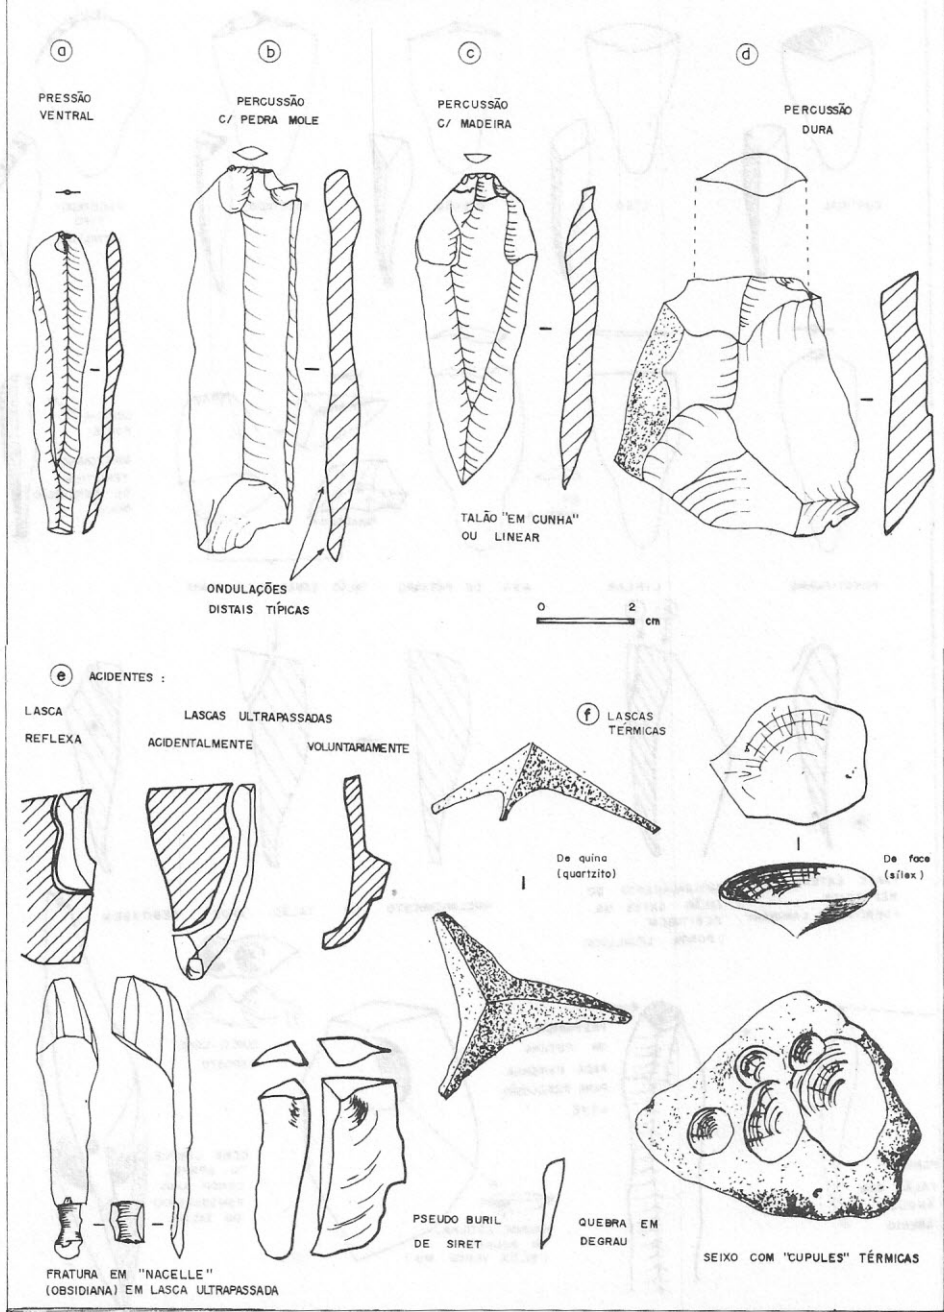 a
PRESSÃO
VENTRAL
b
PERCUSSÃO
C/ PEDRA MOLE
c
PERCUSSÃO
C/ MADEIRA
d
PERCUSSÃO
DURA
TALÃO "EM CUNHA"
OU LINEAR
ONDULAÇÕES
DISTAIS TÍPICAS
0 2 cm
e ACIDENTES :
LASCA
REFLEXA
LASCAS ULTRAPASSADAS
ACIDENTALMENTE
VOLUNTARIAMENTE
f LASCAS
TÉRMICAS
De quina
(quartzito)
De face
(sílex)
FRATURA EM "NACELLE"
(OBSIDIANA) EM LASCA ULTRAPASSADA
PSEUDO BURIL
DE SIRET
QUEBRA EM
DEGRAU
SEIXO COM "CUPULES" TÉRMICAS